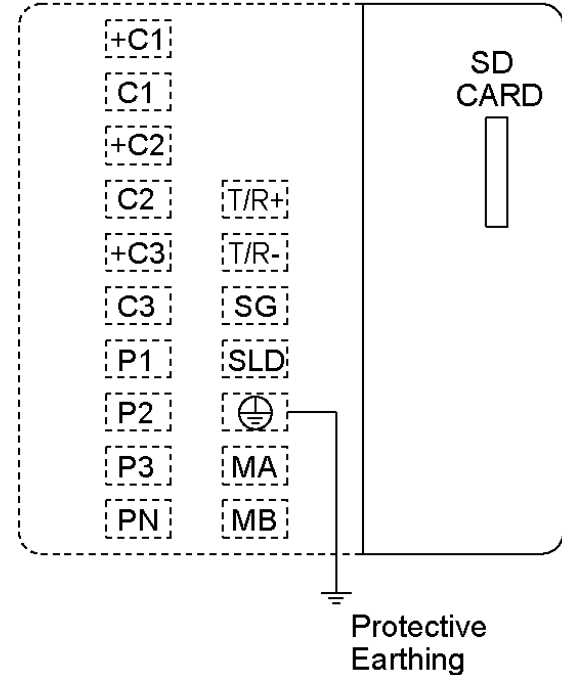 +C1
C1
+C2
C2
+C3
C3
P1
P2
P3
PN
T/R+
T/R-
SG
SLD
MA
MB
SD
CARD
Protective
Earthing